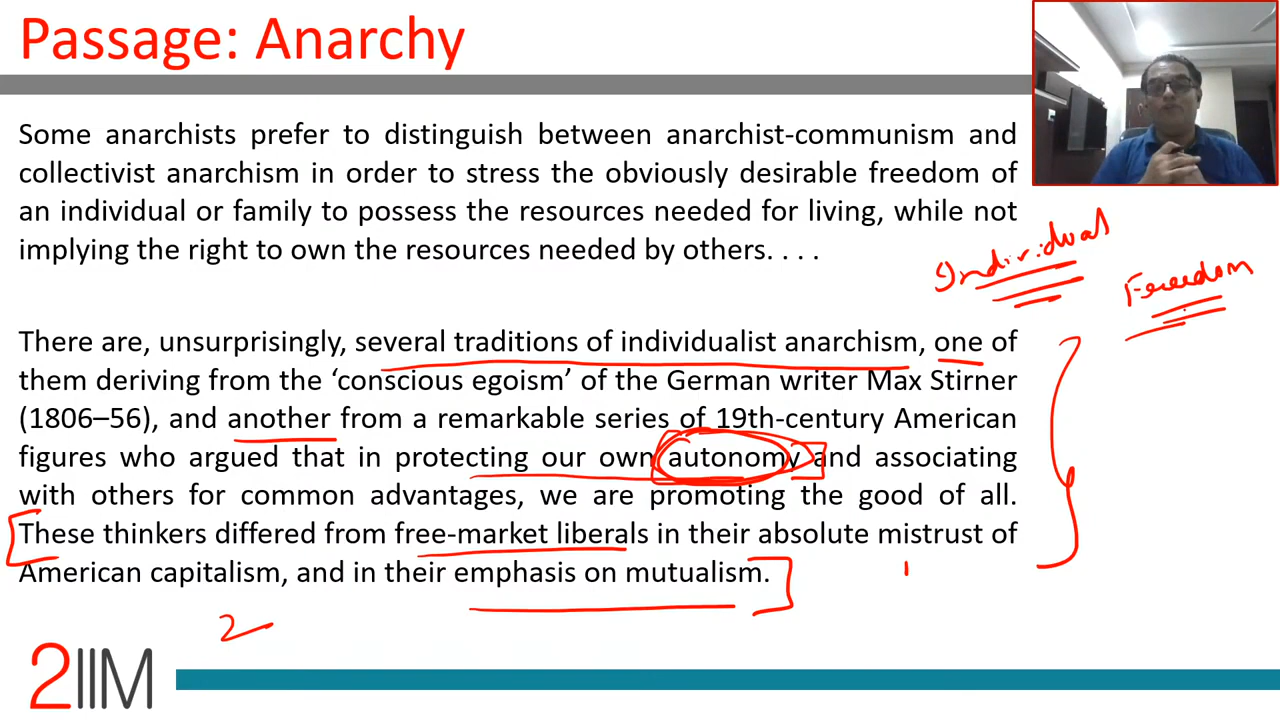 Passage: Anarchy
Some anarchists prefer to distinguish between anarchist-communism and
collectivist anarchism in order to stress the obviously desirable freedom of
an individual or family to possess the resources needed for living, while not
implying the right to own the resources needed by others. . . .
Individual
Freedom
There are, unsurprisingly, several traditions of individualist anarchism, one of
them deriving from the ‘conscious egoism’ of the German writer Max Stirner
(1806–56), and another from a remarkable series of 19th-century American
figures who argued that in protecting our own autonomy and associating
with others for common advantages, we are promoting the good of all.
These thinkers differed from free-market liberals in their absolute mistrust of
American capitalism, and in their emphasis on mutualism.
2
2IIM